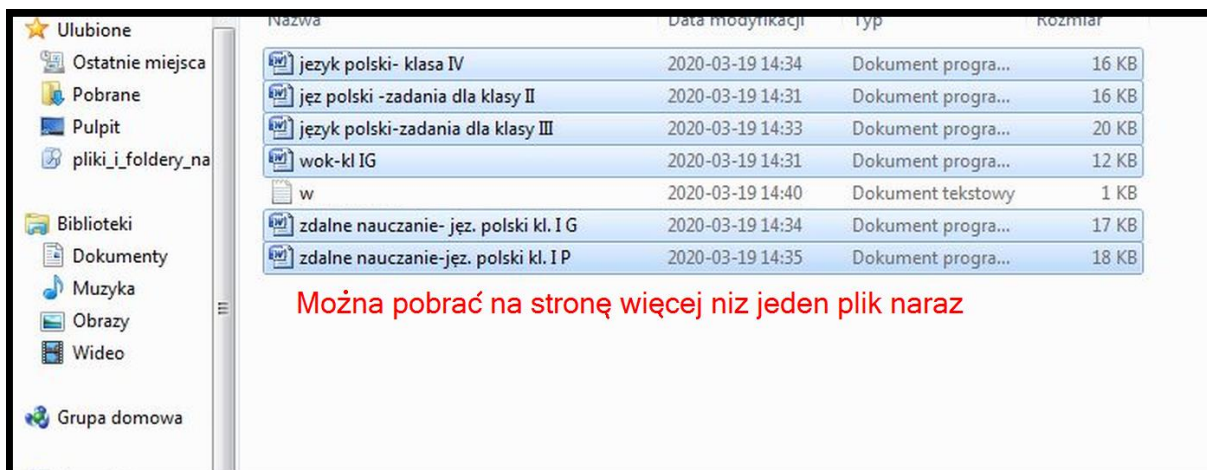 Nazwa Data modyfikacji Typ Rozmiar
Ulubione
Ostatnie miejsca
Pobrane
Pulpit
pliki_i_foldery_na
Biblioteki
Dokumenty
Muzyka
Obrazy
Wideo
Grupa domowa
jezyk polski- klasa IV 2020-03-19 14:34 Dokument progra... 16 KB
jęz polski -zadania dla klasy II 2020-03-19 14:31 Dokument progra... 16 KB
język polski-zadania dla klasy III 2020-03-19 14:33 Dokument progra... 20 KB
wok-kl IG 2020-03-19 14:31 Dokument progra... 12 KB
w 2020-03-19 14:40 Dokument tekstowy 1 KB
zdalne nauczanie- jęz. polski kl. I G 2020-03-19 14:34 Dokument progra... 17 KB
zdalne nauczanie-jęz. polski kl. I P 2020-03-19 14:35 Dokument progra... 18 KB
Można pobrać na stronę więcej niz jeden plik naraz